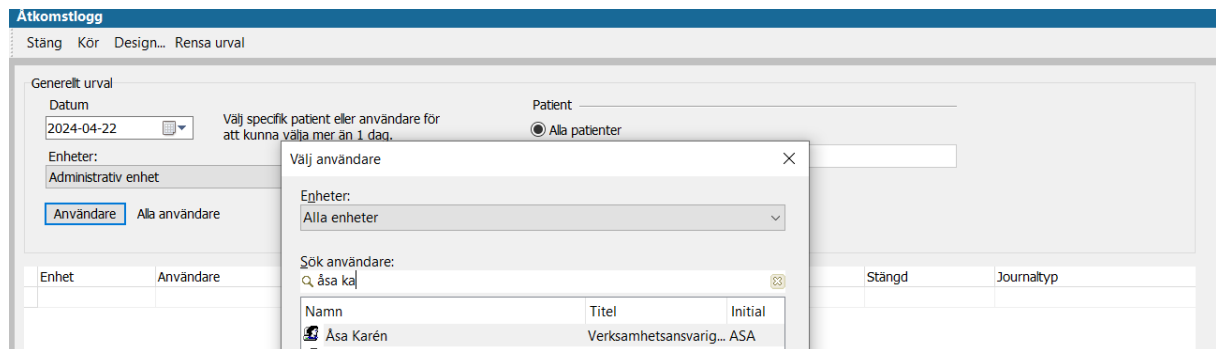 Åtkomstlogg
Stäng Kör Design... Rensa urval
Generellt urval
Datum
2024-04-22
Välj specifik patient eller användare för
att kunna välja mer än 1 dag.
Patient
Alla patienter
Enheter:
Administrativ enhet
Användare Alla användare
Välj användare
Enheter:
Alla enheter
Sök användare:
åsa ka
Namn Titel Initial
Åsa Karén Verksamhetsansvarig... ASA
Enhet Användare Stängd Journaltyp